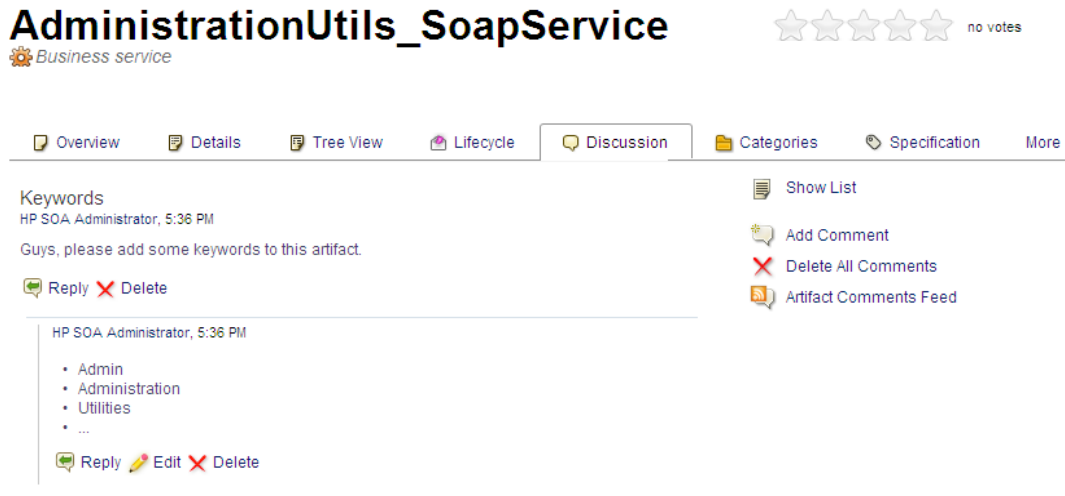 AdministrationUtils_SoapService
no votes
Business service
Overview Details Tree View Lifecycle Discussion Categories Specification More
Keywords
HP SOA Administrator, 5:36 PM
Guys, please add some keywords to this artifact.
Reply Delete
HP SOA Administrator, 5:36 PM
• Admin
• Administration
• Utilities
• ...
Reply Edit Delete
Show List
Add Comment
Delete All Comments
Artifact Comments Feed